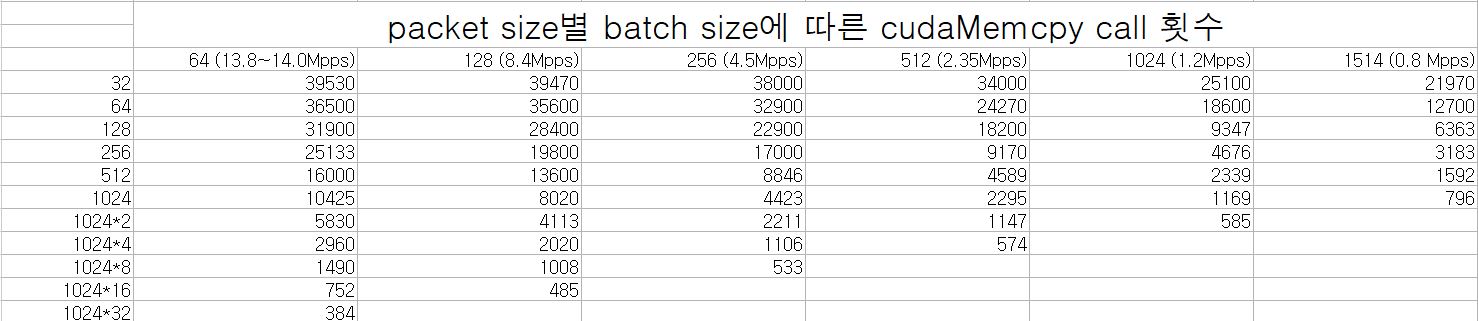 packet size별 batch size에 따른 cudaMemcpy call 횟수
64 (13.8~14.0Mpps) 128 (8.4Mpps) 256 (4.5Mpps) 512 (2.35Mpps) 1024 (1.2Mpps) 1514 (0.8 Mpps)
32 39530 39470 38000 34000 25100 21970
64 36500 35600 32900 24270 18600 12700
128 31900 28400 22900 18200 9347 6363
256 25133 19800 17000 9170 4676 3183
512 16000 13600 8846 4589 2339 1592
1024 10425 8020 4423 2295 1169 796
1024*2 5830 4113 2211 1147 585
1024*4 2960 2020 1106 574
1024*8 1490 1008 533
1024*16 752 485
1024*32 384